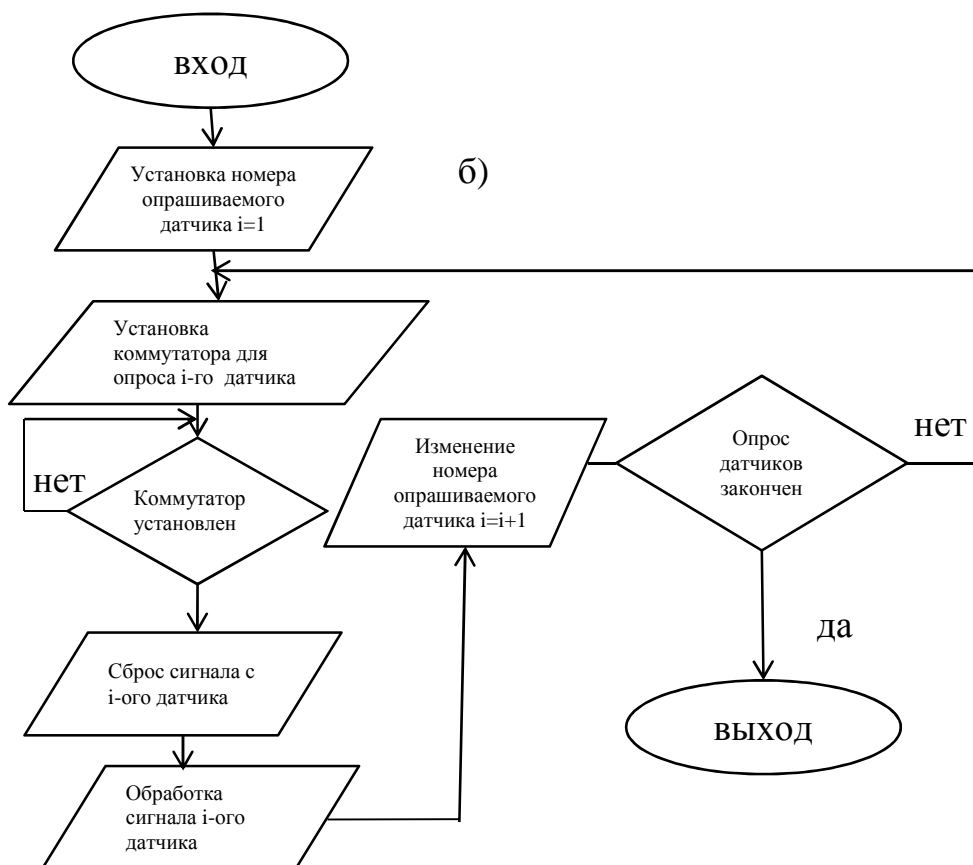 вход
Установка номера
опрашиваемого
датчика i=1
б)
Установка
коммутатора для
опроса i-го датчика
нет
Коммутатор
установлен
Сброс сигнала с
i-ого датчика
Обработка
сигнала i-ого
датчика
Изменение
номера
опрашиваемого
датчика i=i+1
Опрос
датчиков
закончен
нет
да
выход